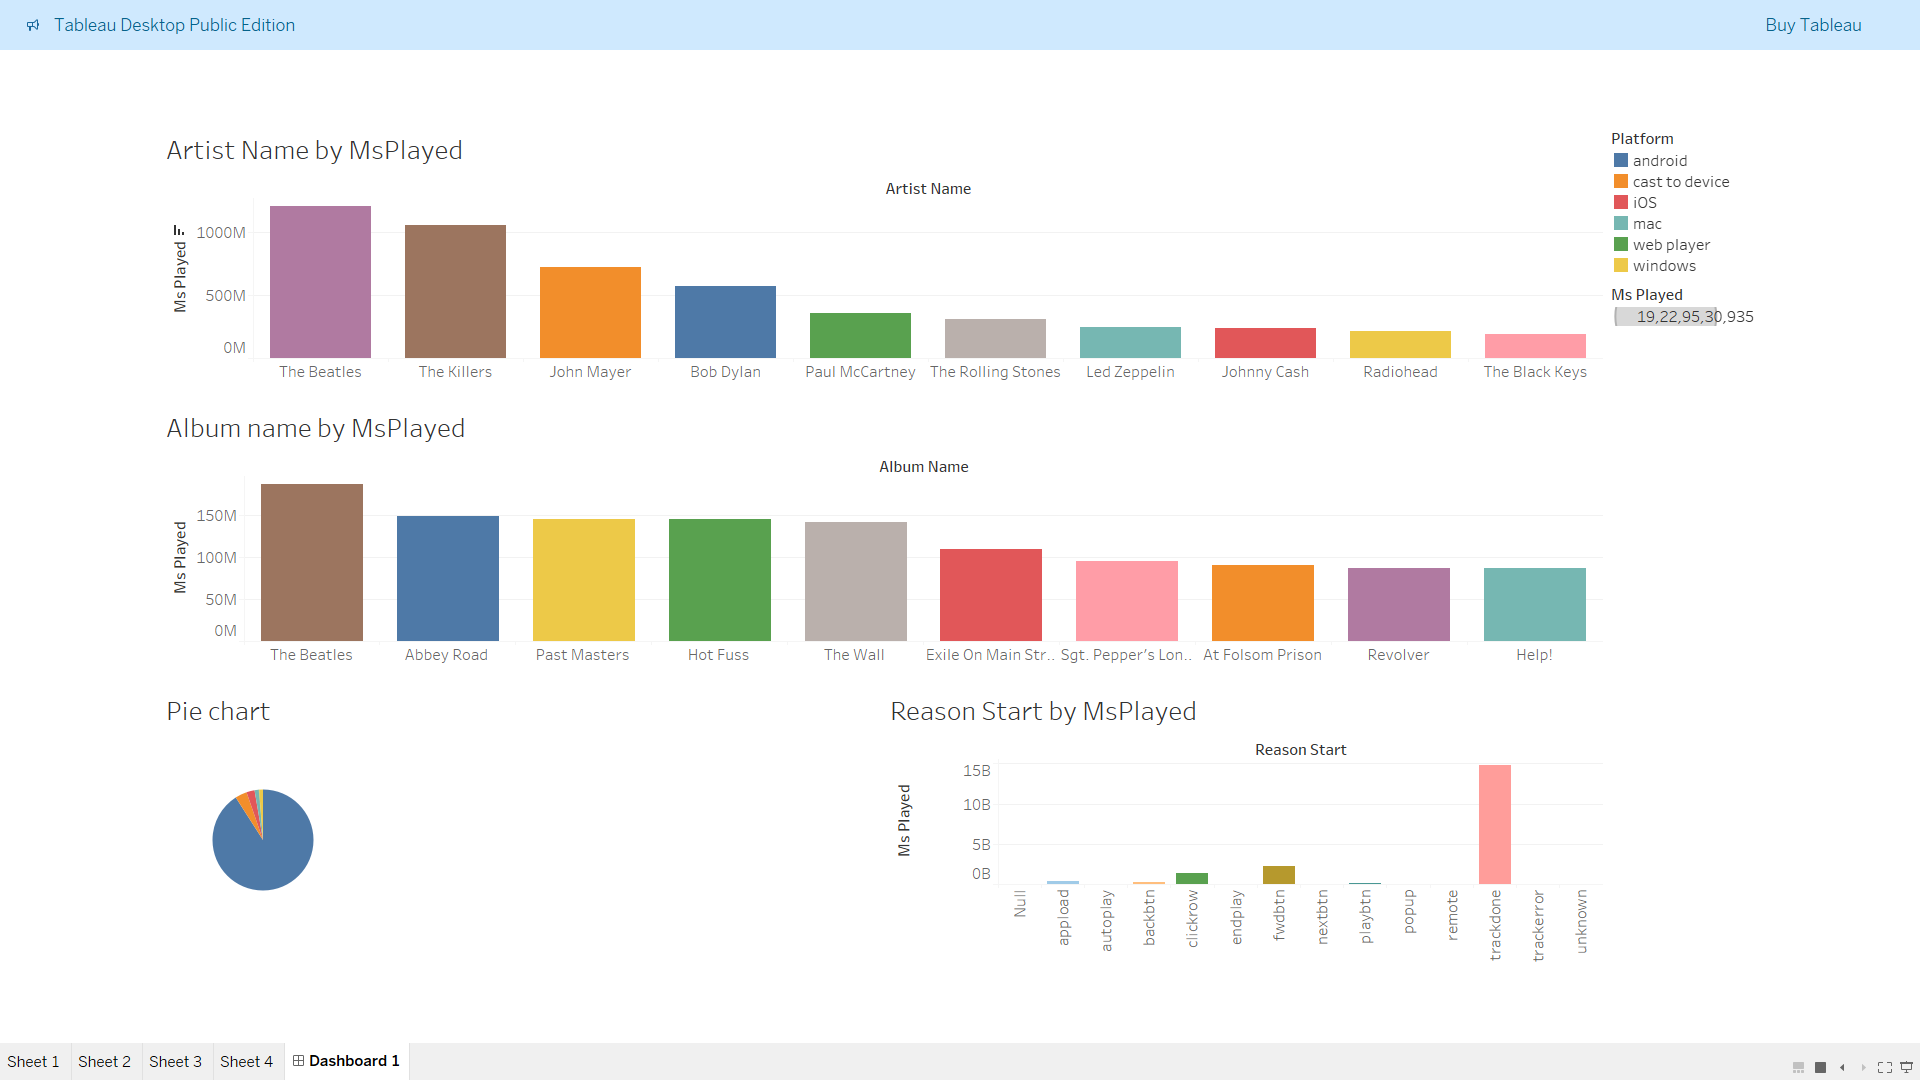 Tableau Desktop Public Edition
Buy Tableau
Artist Name by MsPlayed
Artist Name
Ms Played
1000M
500M
0M
The Beatles
The Killers
John Mayer
Bob Dylan
Paul McCartney
The Rolling Stones
Led Zeppelin
Johnny Cash
Radiohead
The Black Keys
Platform
android
cast to device
iOS
mac
web player
windows
Ms Played
19,22,95,30,935
Album name by MsPlayed
Album Name
Ms Played
150M
100M
50M
0M
The Beatles
Abbey Road
Past Masters
Hot Fuss
The Wall
Exile On Main Str..
Sgt. Pepper's Lon..
At Folsom Prison
Revolver
Help!
Pie chart
Reason Start by MsPlayed
Reason Start
Ms Played
15B
10B
5B
0B
Null
appload
autoplay
backbtn
clickrow
endplay
fwdbtn
nextbtn
playbtn
popup
remote
trackdone
trackerror
unknown
Sheet 1
Sheet 2
Sheet 3
Sheet 4
Dashboard 1